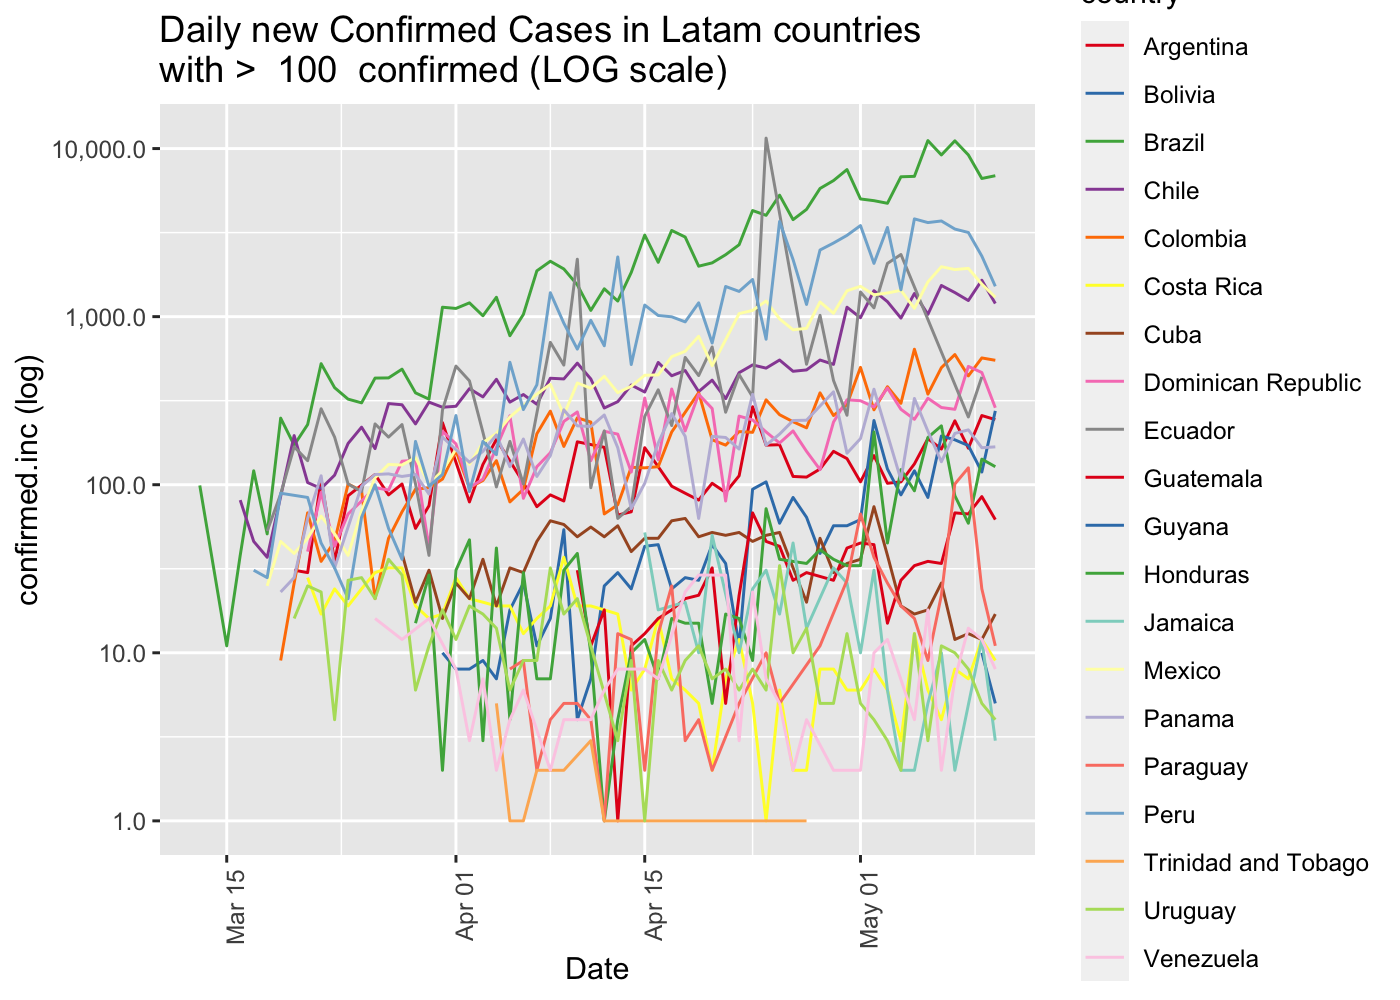 Daily new Confirmed Cases in Latam countries
with >  100  confirmed (LOG scale)
country
Argentina
Bolivia
Brazil
Chile
Colombia
Costa Rica
Cuba
Dominican Republic
Ecuador
Guatemala
Guyana
Honduras
Jamaica
Mexico
Panama
Paraguay
Peru
Trinidad and Tobago
Uruguay
Venezuela
confirmed.inc (log)
10,000.0
1,000.0
100.0
10.0
1.0
Mar 15
Apr 01
Apr 15
May 01
Date